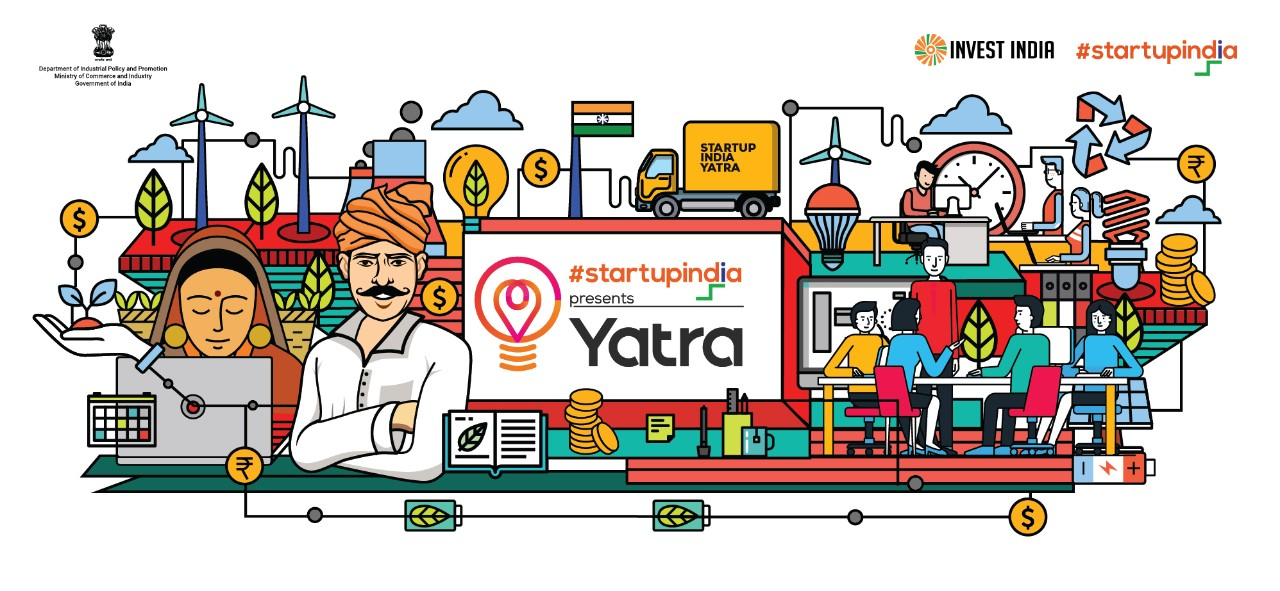 Department of Industrial Policy and Promotion
Ministry of Commerce and Industry
Government of India
INVEST INDIA
#startupindia
STARTUP
INDIA
YATRA
#startupindia
presents
Yatra